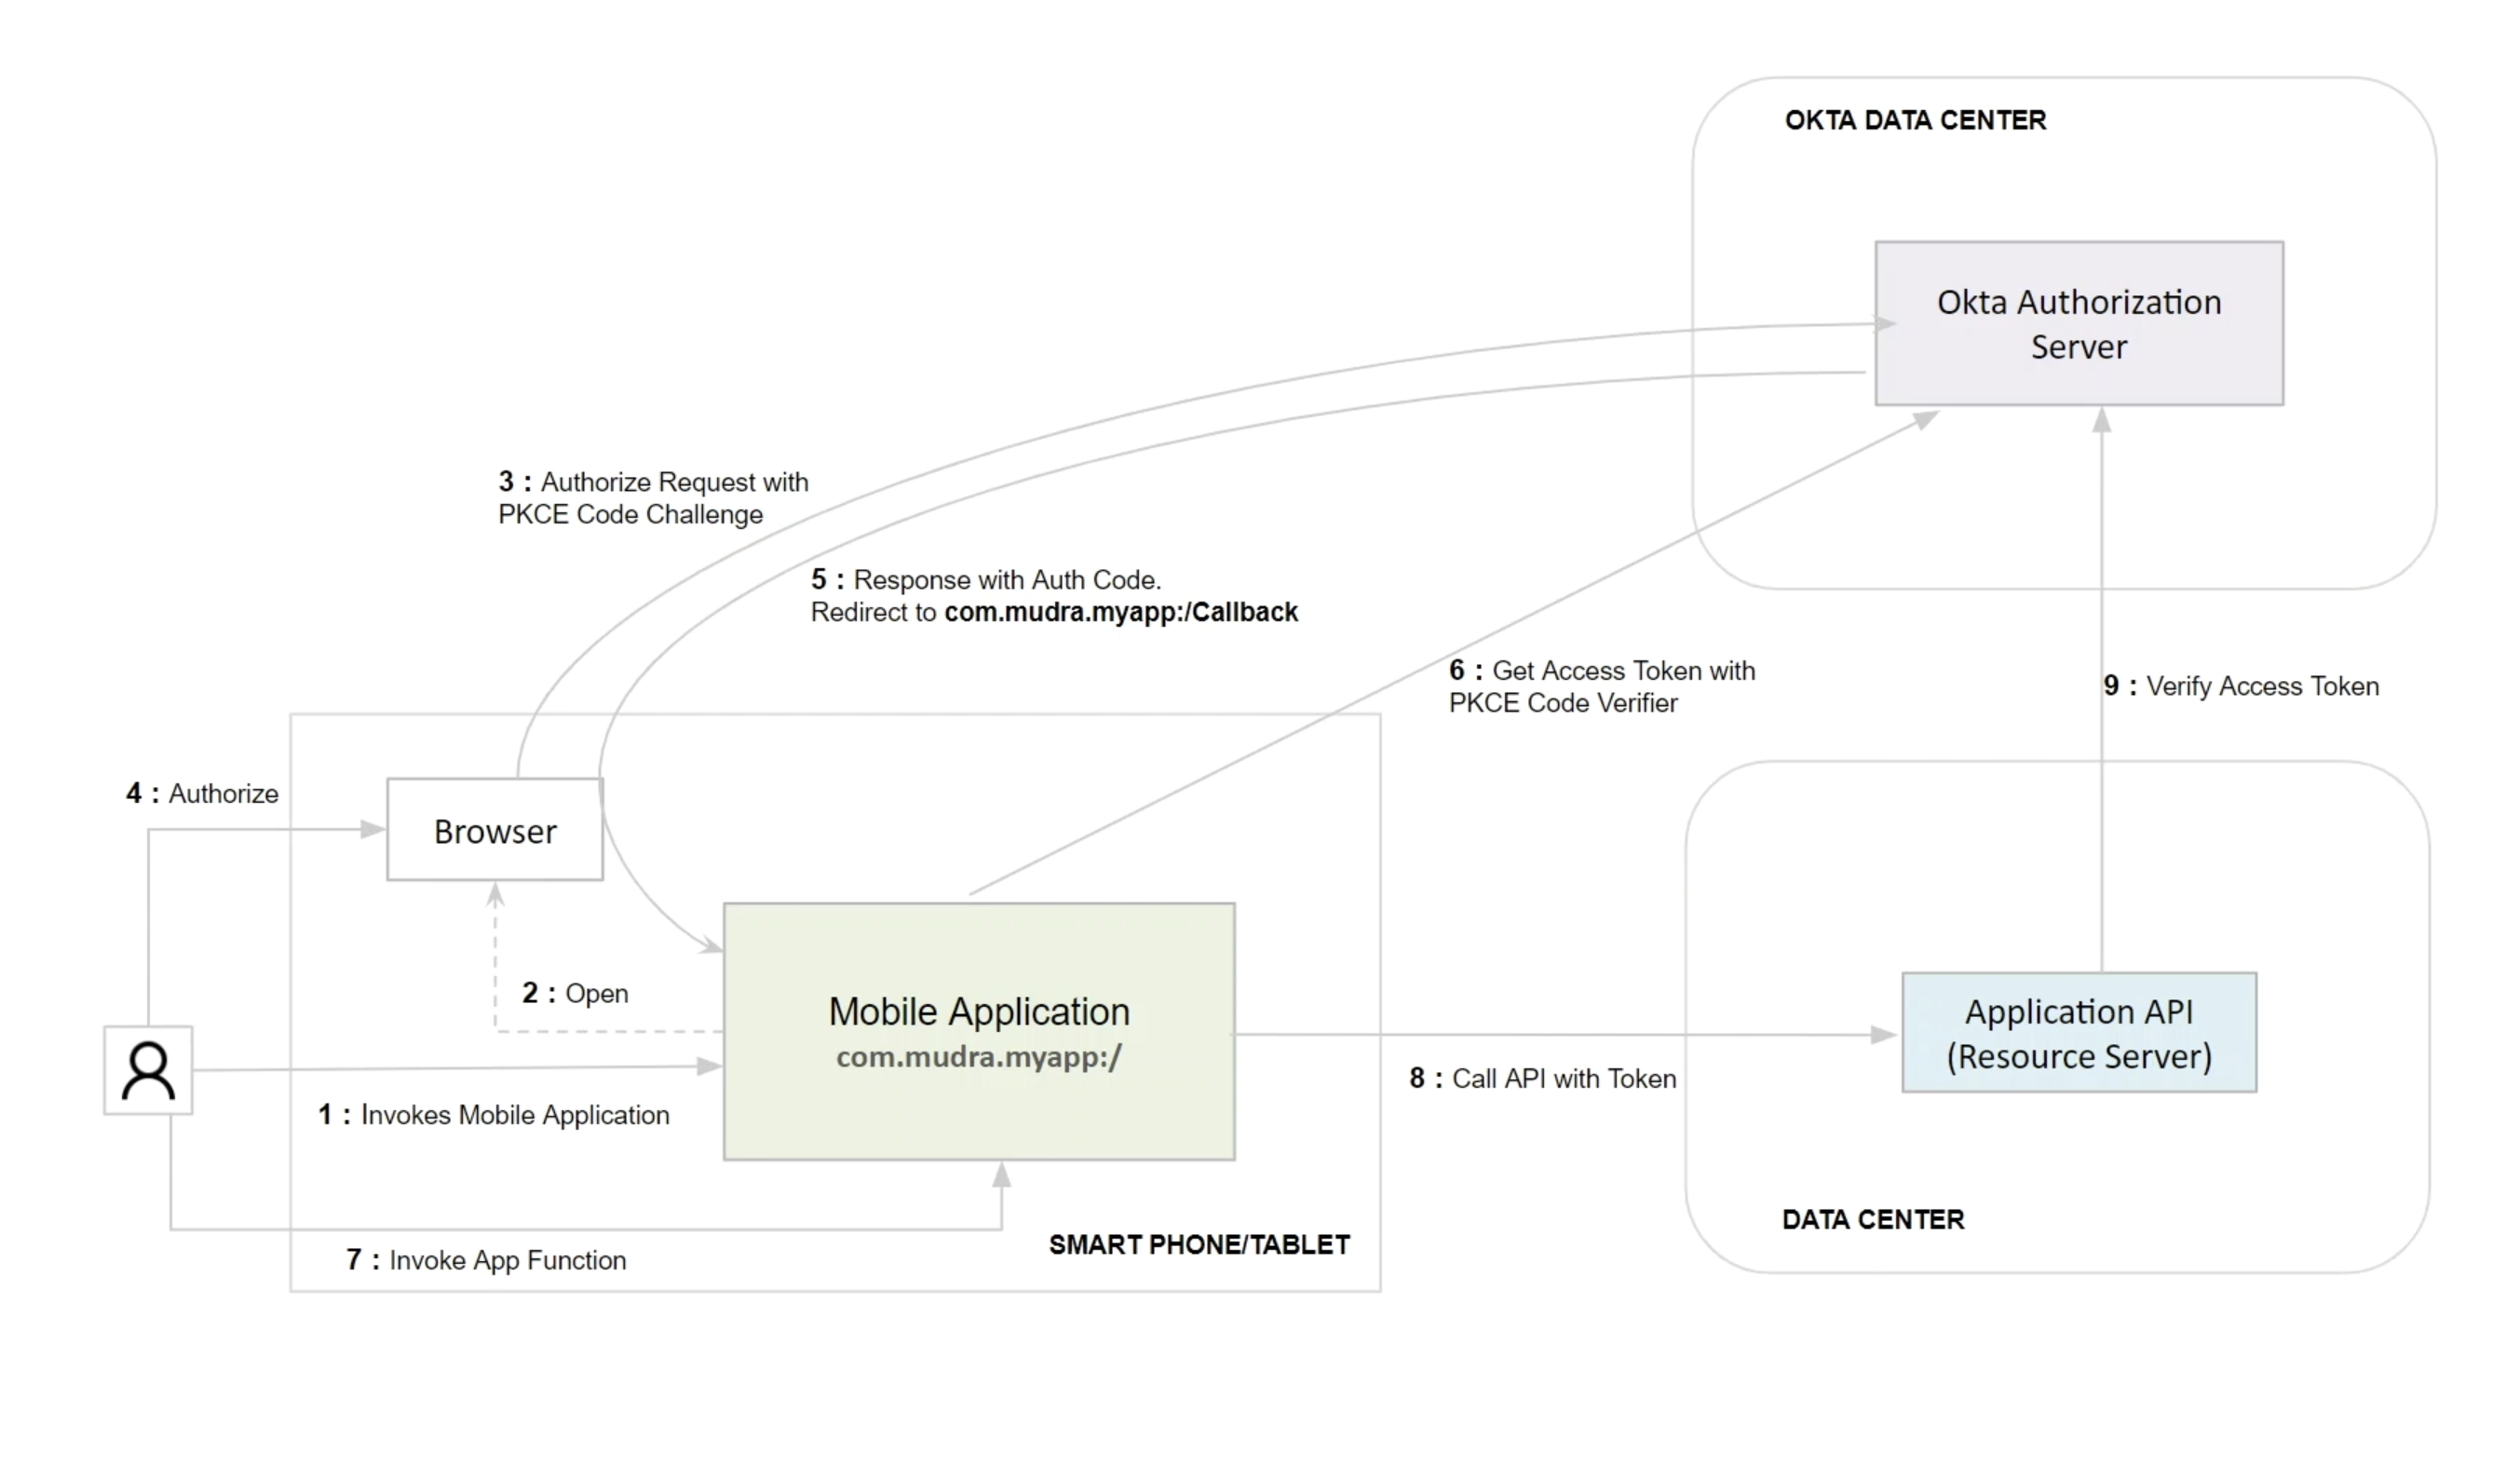 OKTA DATA CENTER
Okta Authorization
Server
3 : Authorize Request with
PKCE Code Challenge
5 : Response with Auth Code.
Redirect to com.mudra.myapp:/Callback
6 : Get Access Token with
PKCE Code Verifier
9 : Verify Access Token
4 : Authorize
Browser
2 : Open
Mobile Application
com.mudra.myapp:/
Application API
(Resource Server)
8 : Call API with Token
1 : Invokes Mobile Application
DATA CENTER
SMART PHONE/TABLET
7 : Invoke App Function